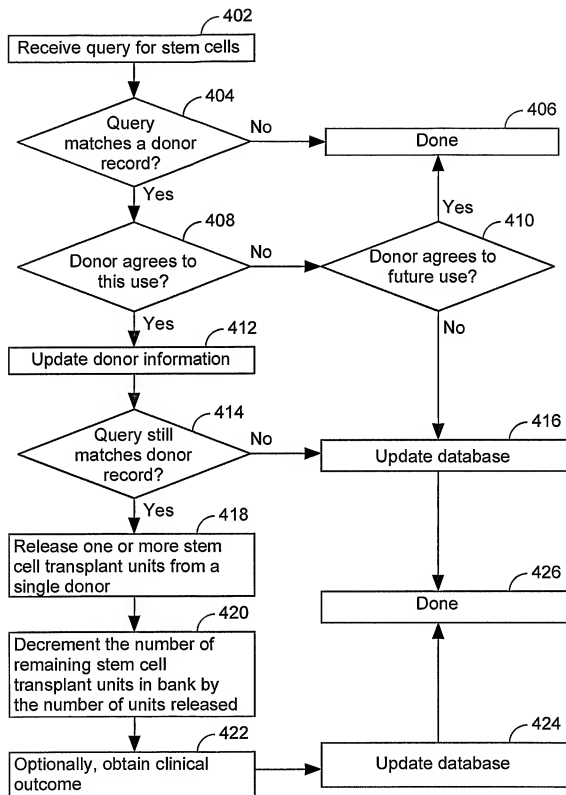 402
Receive query for stem cells
404
Query
matches a donor
record?
No
406
Done
Yes
Yes
408
Donor agrees to
this use?
No
410
Donor agrees to
future use?
Yes
No
412
Update donor information
414
Query still
matches donor
record?
No
416
Update database
Yes
418
Release one or more stem
cell transplant units from a
single donor
426
Done
420
Decrement the number of
remaining stem cell
transplant units in bank by
the number of units released
422
Optionally, obtain clinical
outcome
424
Update database